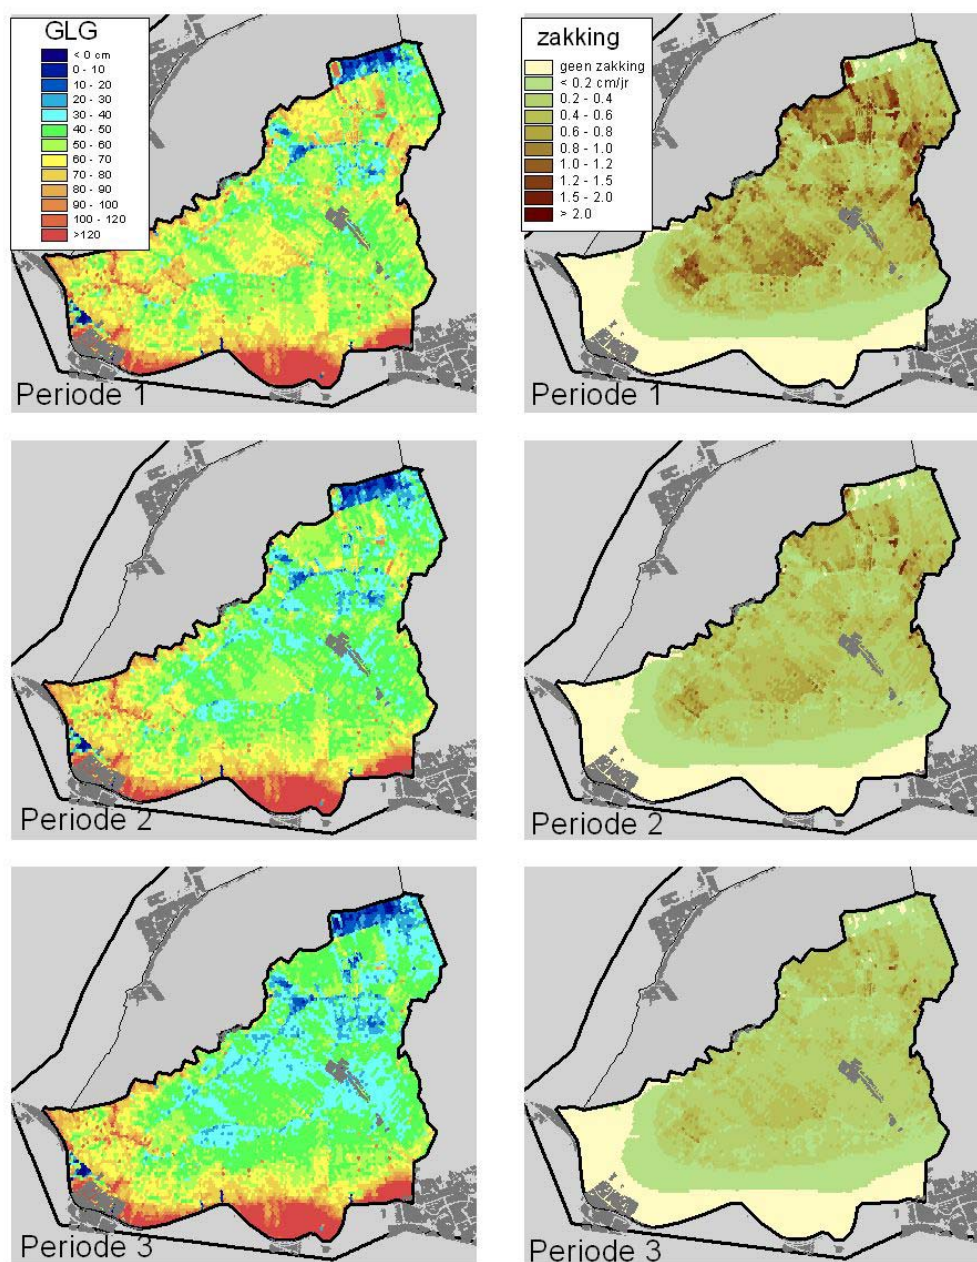 GLG
< 0 cm
0 - 10
10 - 20
20 - 30
30 - 40
40 - 50
50 - 60
60 - 70
70 - 80
80 - 90
90 - 100
100 - 120
>120
Periode 1
zakking
geen zakking
< 0.2 cm/jr
0.2 - 0.4
0.4 - 0.6
0.6 - 0.8
0.8 - 1.0
1.0 - 1.2
1.2 - 1.5
1.5 - 2.0
> 2.0
Periode 1
Periode 2
Periode 2
Periode 3
Periode 3